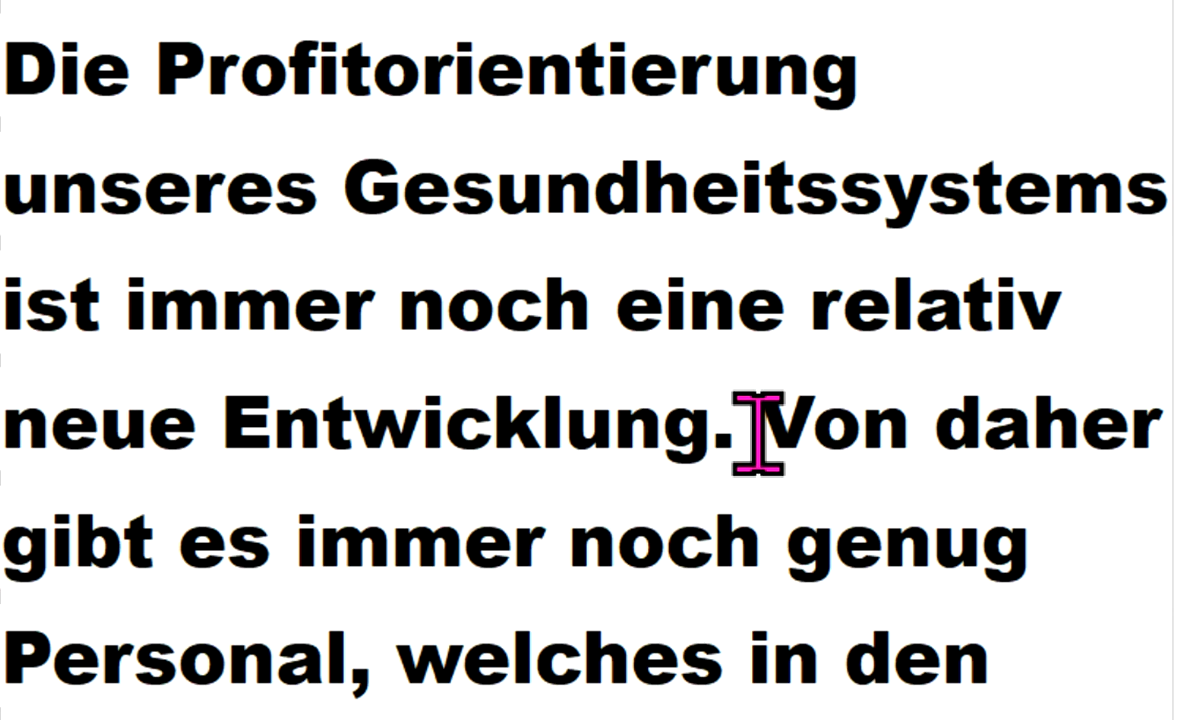 Die Profitorientierung
unseres Gesundheitssystems
ist immer noch eine relativ
neue Entwicklung. Von daher
gibt es immer noch genug
Personal, welches in den